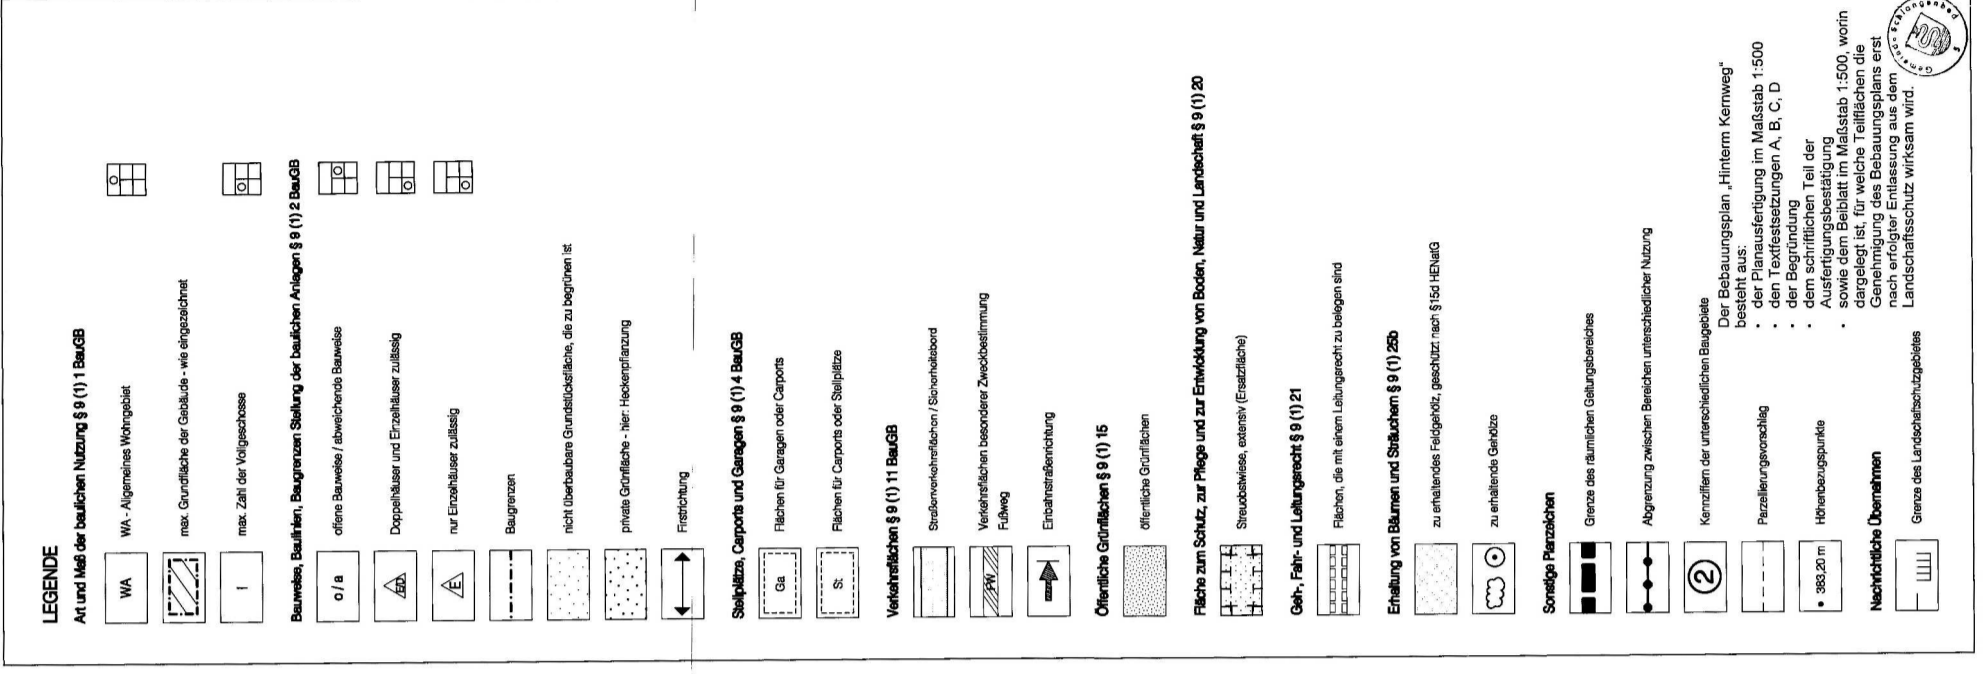 LEGENDE
Art und Maß der baulichen Nutzung § 9 (1) 1 BauGB
WA
WA - Allgemeines Wohngebiet
max. Grundfläche der Gebäude - wie eingezeichnet
I
max. Zahl der Vollgeschosse
Bauweise, Baulinien, Baugrenzen Stellung der baulichen Anlagen § 9 (1) 2 BauGB
o / a
offene Bauweise / abweichende Bauweise
E/D
Doppelhäuser und Einzelhäuser zulässig
E
nur Einzelhäuser zulässig
Baugrenzen
nicht überbaubare Grundstücksfläche, die zu begrünen ist
private Grünfläche - hier: Heckenpflanzung
Firstrichtung
Stellplätze, Carports und Garagen § 9 (1) 4 BauGB
Ga
Flächen für Garagen oder Carports
St
Flächen für Carports oder Stellplätze
Verkehrsflächen § 9 (1) 11 BauGB
Straßenverkehrsflächen / Sicherheitsbord
FW
Verkehrsflächen besonderer Zweckbestimmung
Fußweg
Einbahnstraßenrichtung
Öffentliche Grünflächen § 9 (1) 15
öffentliche Grünflächen
Fläche zum Schutz, zur Pflege und zur Entwicklung von Boden, Natur und Landschaft § 9 (1) 20
Streuobstwiese, extensiv (Ersatzfläche)
Geh-, Fahr- und Leitungsrecht § 9 (1) 21
Flächen, die mit einem Leitungsrecht zu belegen sind
Erhaltung von Bäumen und Sträuchern § 9 (1) 25b
zu erhaltendes Feldgehölz, geschützt nach §15d HENatG
zu erhaltende Gehölze
Sonstige Planzeichen
Grenze des räumlichen Geltungsbereiches
Abgrenzung zwischen Bereichen unterschiedlicher Nutzung
2
Kennziffern der unterschiedlichen Baugebiete
Parzellierungsvorschlag
• 383,20 m
Höhenbezugspunkte
Nachrichtliche Übernahmen
Grenze des Landschaftschutzgebietes
Der Bebauungsplan „Hinterm Kernweg“
besteht aus:
• der Planausfertigung im Maßstab 1:500
• den Textfestsetzungen A, B, C, D
• der Begründung
• dem schriftlichen Teil der
Ausfertigungsbestätigung
• sowie dem Beiblatt im Maßstab 1:500, worin
dargelegt ist, für welche Teilflächen die
Genehmigung des Bebauungsplans erst
nach erfolgter Entlassung aus dem
Landschaftsschutz wirksam wird.
Gemeinde Schlangenbad